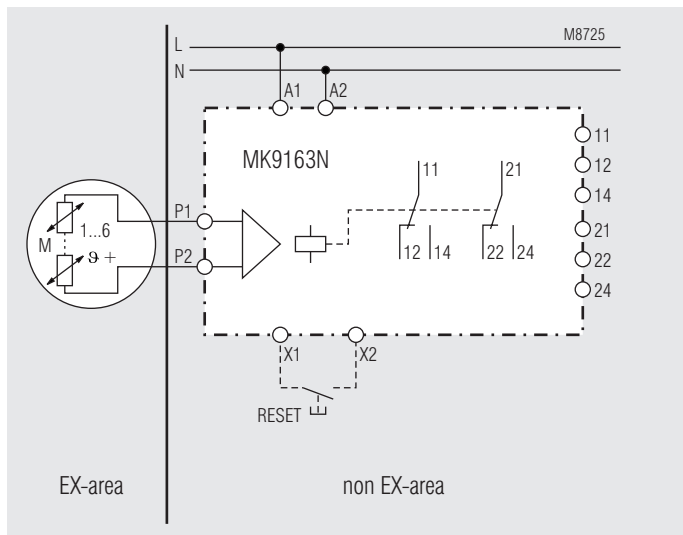 L
M8725
N
A1
A2
MK9163N
11
12
14
21
22
24
11
21
12
14
22
24
P1
P2
M
1...6
ϑ +
X1
X2
RESET
EX-area
non EX-area